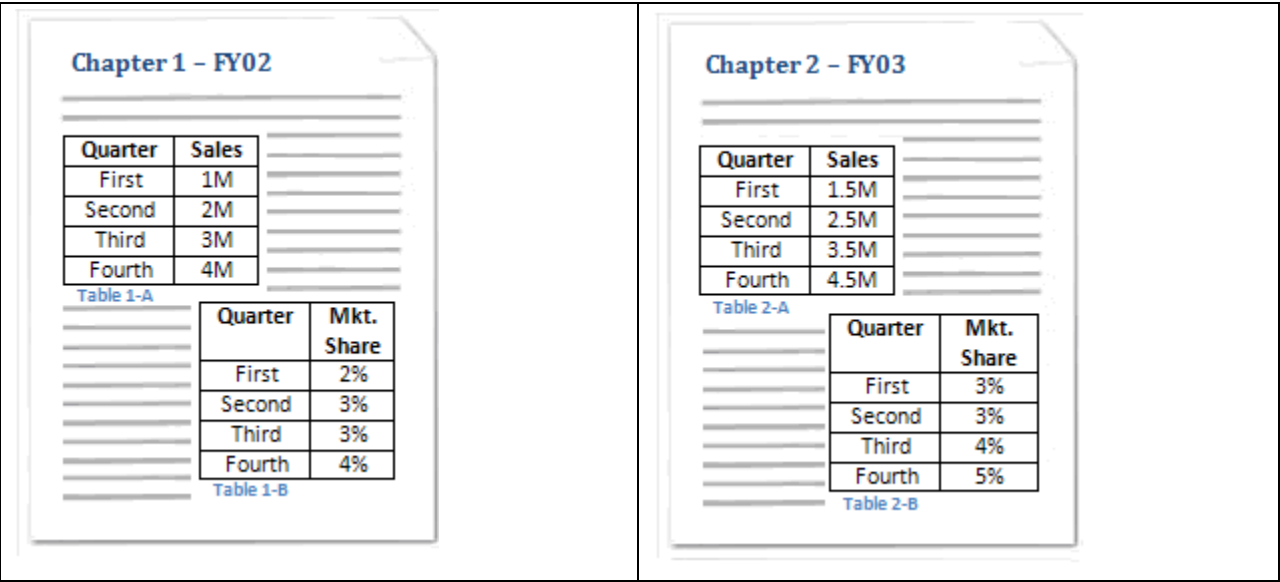 Chapter 1 – FY02
Quarter Sales
First 1M
Second 2M
Third 3M
Fourth 4M
Table 1-A
Quarter Mkt.
Share
First 2%
Second 3%
Third 3%
Fourth 4%
Table 1-B
Chapter 2 – FY03
Quarter Sales
First 1.5M
Second 2.5M
Third 3.5M
Fourth 4.5M
Table 2-A
Quarter Mkt.
Share
First 3%
Second 3%
Third 4%
Fourth 5%
Table 2-B